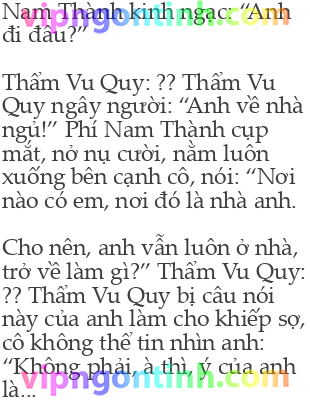 Nam Thành kinh ngạc: “Anh
đi đâu?”
Thẩm Vu Quy: ?? Thẩm Vu
Quy ngây người: “Anh về nhà
ngủ!” Phí Nam Thành cụp
mắt, nở nụ cười, nằm luôn
xuống bên cạnh cô, nói: “Nơi
nào có em, nơi đó là nhà anh.
Cho nên, anh vẫn luôn ở nhà,
trở về làm gì?” Thẩm Vu Quy:
?? Thẩm Vu Quy bị câu nói
này của anh làm cho khiếp sợ,
cô không thể tin nhìn anh:
“Không phải, à thì, ý của anh
là...
vipngontinh.com
vipngontinh.com